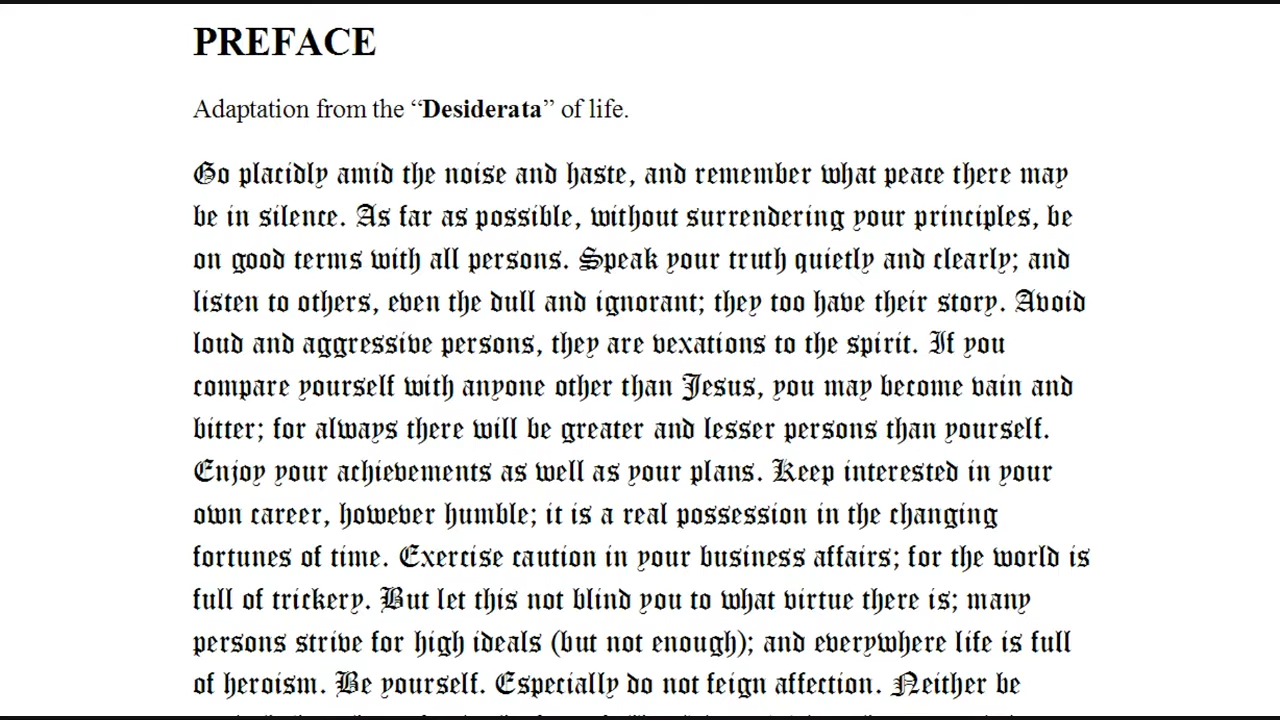 PREFACE
Adaptation from the “Desiderata” of life.
Go placidly amid the noise and haste, and remember what peace there may
be in silence. As far as possible, without surrendering your principles, be
on good terms with all persons. Speak your truth quietly and clearly; and
listen to others, even the dull and ignorant; they too have their story. Avoid
loud and aggressive persons, they are vexations to the spirit. If you
compare yourself with anyone other than Jesus, you may become vain and
bitter; for always there will be greater and lesser persons than yourself.
Enjoy your achievements as well as your plans. Keep interested in your
own career, however humble; it is a real possession in the changing
fortunes of time. Exercise caution in your business affairs; for the world is
full of trickery. But let this not blind you to what virtue there is; many
persons strive for high ideals (but not enough); and everywhere life is full
of heroism. Be yourself. Especially do not feign affection. Neither be